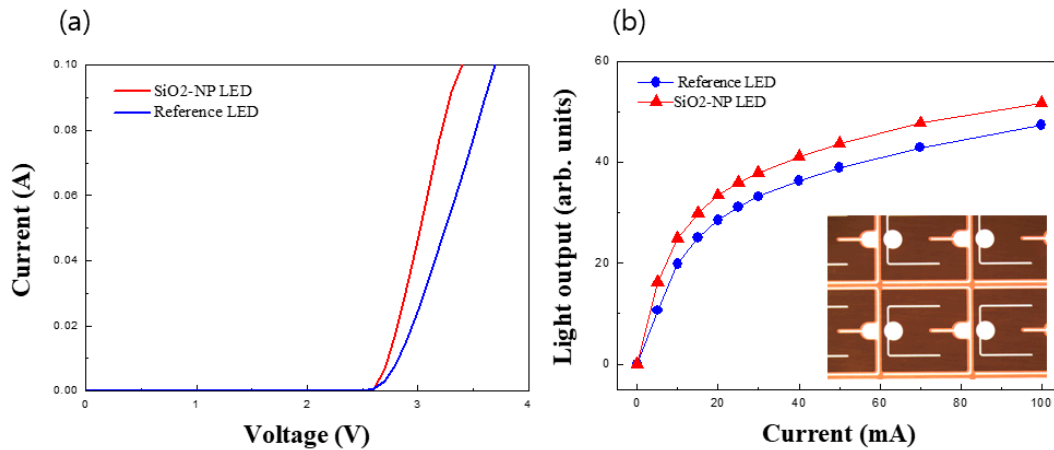 (a)
0.10
0.08
0.06
0.04
0.02
0.00
0
1
2
3
4
Current (A)
Voltage (V)
SiO2-NP LED
Reference LED
(b)
60
40
20
0
0
20
40
60
80
100
Light output (arb. units)
Current (mA)
Reference LED
SiO2-NP LED